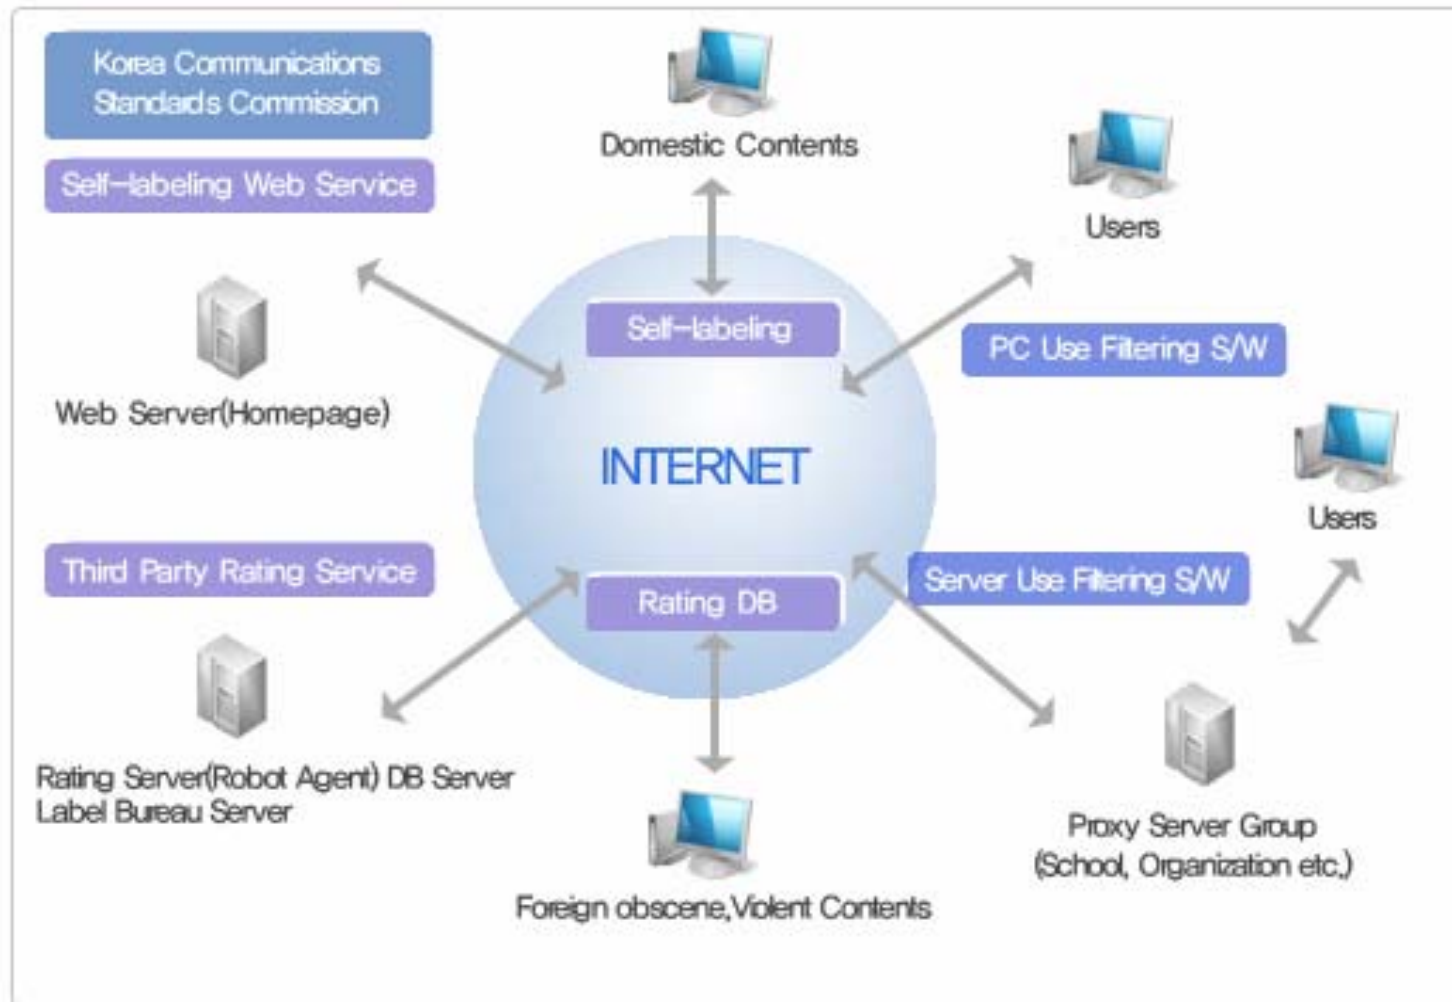 Korea Communications
Standards Commission
Self-labeling Web Service
Web Server(Homepage)
Domestic Contents
Users
Self-labeling
PC Use Filtering S/W
INTERNET
Users
Third Party Rating Service
Rating DB
Server Use Filtering S/W
Rating Server(Robot Agent) DB Server
Label Bureau Server
Foreign obscene,Violent Contents
Proxy Server Group
(School, Organization etc.)